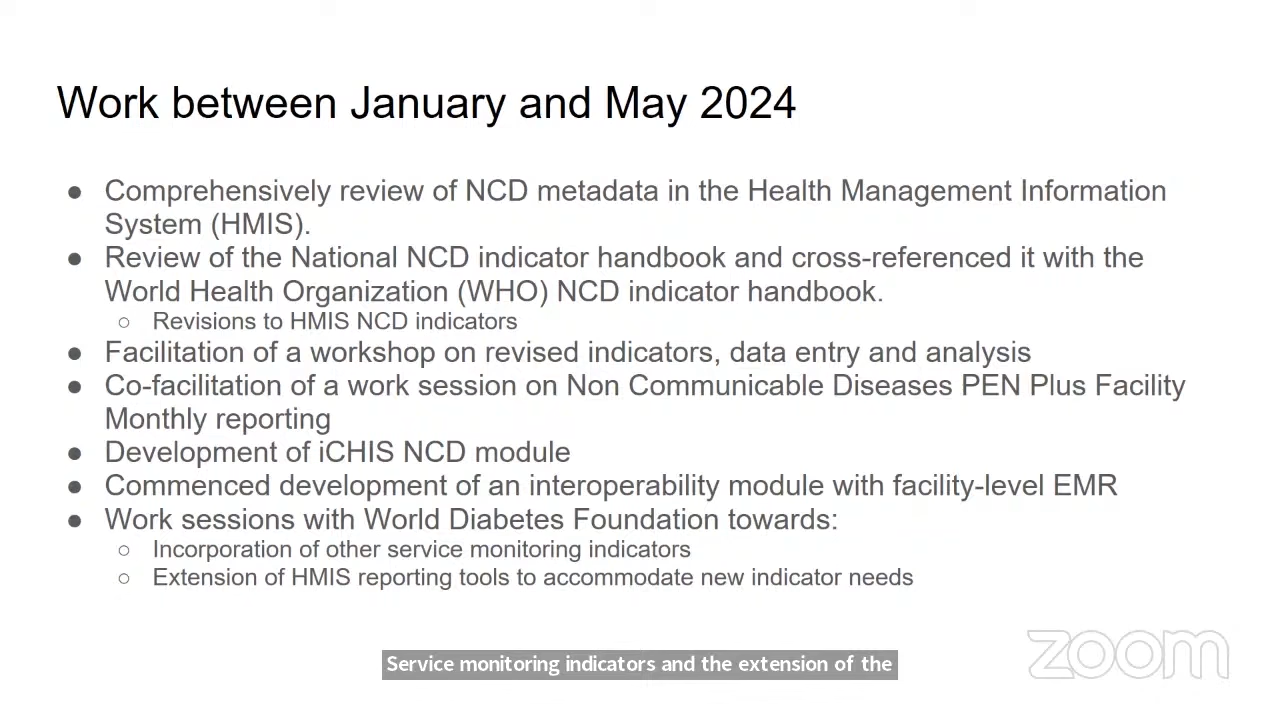 Work between January and May 2024
● Comprehensively review of NCD metadata in the Health Management Information
System (HMIS).
● Review of the National NCD indicator handbook and cross-referenced it with the
World Health Organization (WHO) NCD indicator handbook.
○ Revisions to HMIS NCD indicators
● Facilitation of a workshop on revised indicators, data entry and analysis
● Co-facilitation of a work session on Non Communicable Diseases PEN Plus Facility
Monthly reporting
● Development of iCHIS NCD module
● Commenced development of an interoperability module with facility-level EMR
● Work sessions with World Diabetes Foundation towards:
○ Incorporation of other service monitoring indicators
○ Extension of HMIS reporting tools to accommodate new indicator needs
Service monitoring indicators and the extension of the
zoom